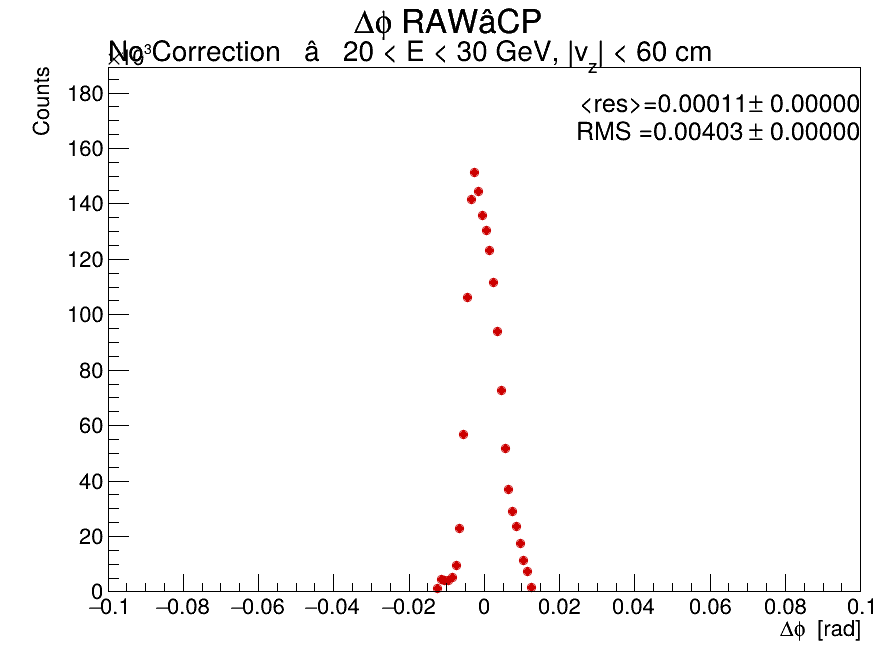 Δϕ RAWâCP
No Correction â 20 < E < 30 GeV, |v_z| < 60 cm
×10³
Counts
<res>=0.00011± 0.00000
RMS =0.00403 ± 0.00000
180
160
140
120
100
80
60
40
20
0
−0.1 −0.08 −0.06 −0.04 −0.02 0 0.02 0.04 0.06 0.08 0.1
Δϕ [rad]